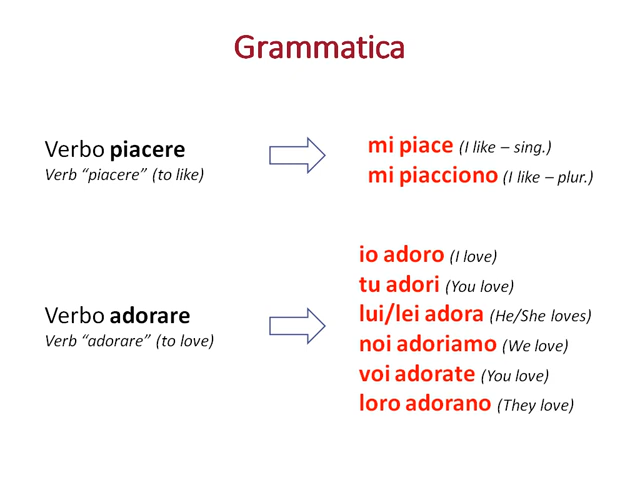 Grammatica
Verbo piacere
Verb “piacere” (to like)
mi piace (I like – sing.)
mi piacciono (I like – plur.)
Verbo adorare
Verb “adorare” (to love)
io adoro (I love)
tu adori (You love)
lui/lei adora (He/She loves)
noi adoriamo (We love)
voi adorate (You love)
loro adorano (They love)